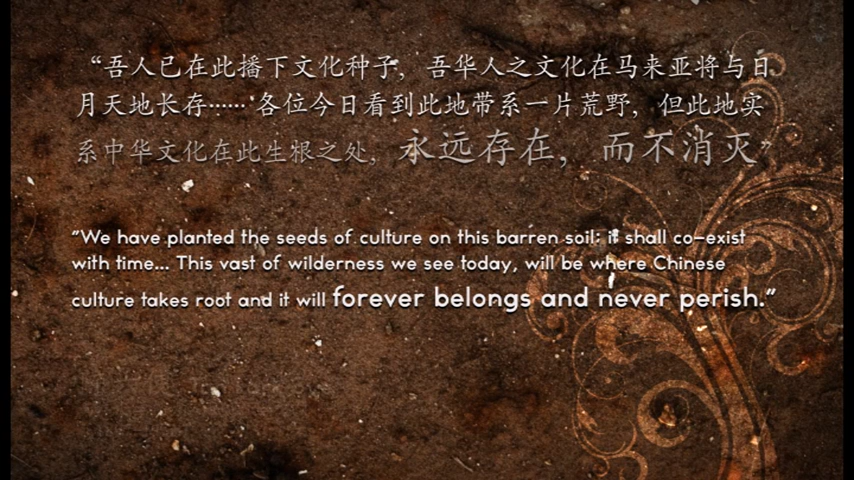 “吾人已在此播下文化种子，吾华人之文化在马来亚将与日
月天地长存……‘各位今日看到此地带系一片荒野，但此地实
系中华文化在此生根之处，永远存在，而不消灭”
"We have planted the seeds of culture on this barren soil: it shall co-exist
with time... This vast of wilderness we see today, will be where Chinese
culture takes root and it will forever belongs and never perish."